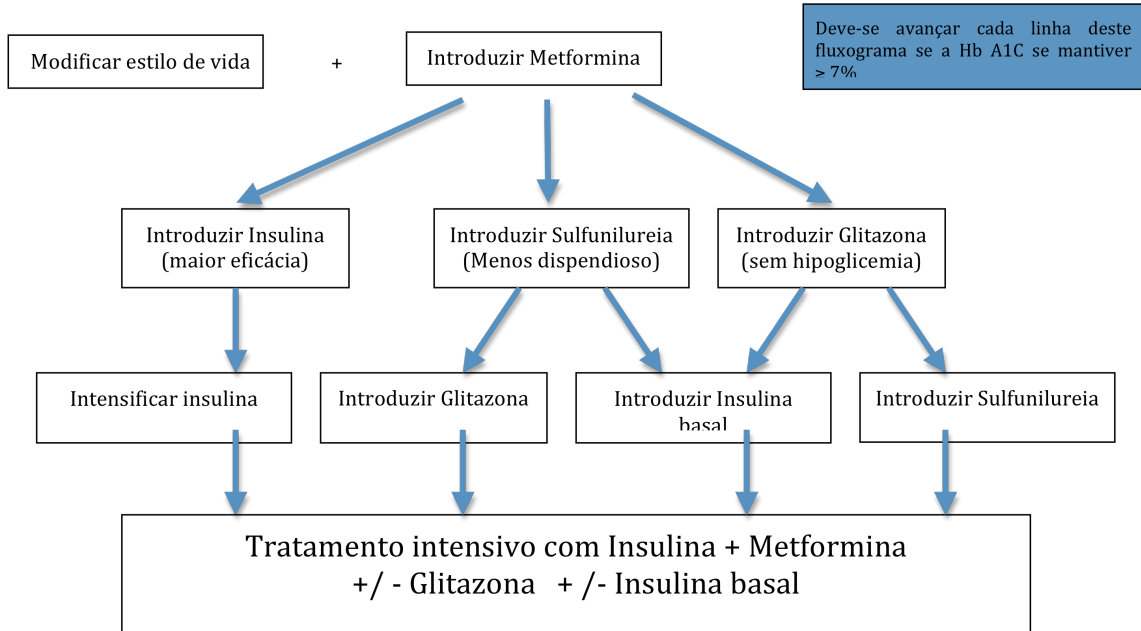 Modificar estilo de vida
+
Introduzir Metformina
Deve-se avançar cada linha deste
fluxograma se a Hb A1C se mantiver
≥ 7%
Introduzir Insulina
(maior eficácia)
Introduzir Sulfunilureia
(Menos dispendioso)
Introduzir Glitazona
(sem hipoglicemia)
Intensificar insulina
Introduzir Glitazona
Introduzir Insulina
basal
Introduzir Sulfunilureia
Tratamento intensivo com Insulina + Metformina
+/ - Glitazona + /- Insulina basal